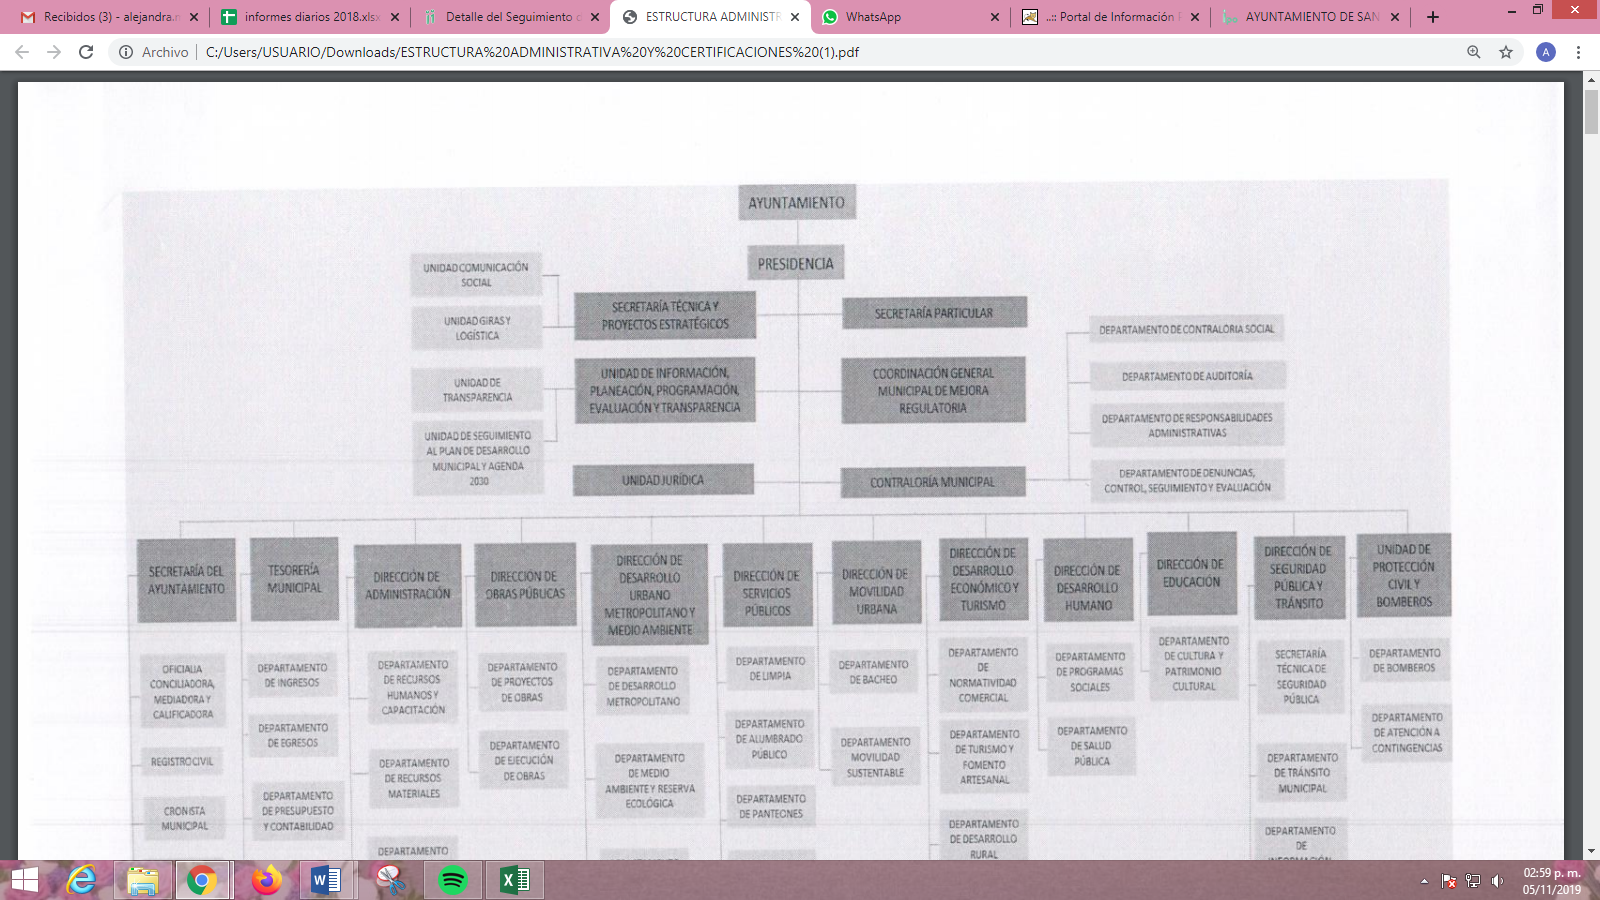 Recibidos (3) - alejandra.n
informes diarios 2018.xlsx
Detalle del Seguimiento d
ESTRUCTURA ADMINISTR
WhatsApp
..:: Portal de Información F
AYUNTAMIENTO DE SAN
Archivo
C:/Users/USUARIO/Downloads/ESTRUCTURA%20ADMINISTRATIVA%20Y%20CERTIFICACIONES%20(1).pdf
A
AYUNTAMIENTO
PRESIDENCIA
UNIDAD COMUNICACIÓN
SOCIAL
UNIDAD GIRAS Y
LOGÍSTICA
SECRETARÍA TÉCNICA Y
PROYECTOS ESTRATÉGICOS
SECRETARÍA PARTICULAR
UNIDAD DE
TRANSPARENCIA
UNIDAD DE INFORMACIÓN,
PLANEACIÓN, PROGRAMACIÓN,
EVALUACIÓN Y TRANSPARENCIA
COORDINACIÓN GENERAL
MUNICIPAL DE MEJORA
REGULATORIA
UNIDAD DE SEGUIMIENTO
AL PLAN DE DESARROLLO
MUNICIPAL Y AGENDA
2030
UNIDAD JURÍDICA
CONTRALORÍA MUNICIPAL
DEPARTAMENTO DE CONTRALORIA SOCIAL
DEPARTAMENTO DE AUDITORÍA
DEPARTAMENTO DE RESPONSABILIDADES
ADMINISTRATIVAS
DEPARTAMENTO DE DENUNCIAS,
CONTROL, SEGUIMIENTO Y EVALUACIÓN
SECRETARÍA DEL
AYUNTAMIENTO
TESORERÍA
MUNICIPAL
DIRECCIÓN DE
ADMINISTRACIÓN
DIRECCIÓN DE
OBRAS PÚBLICAS
DIRECCIÓN DE
DESARROLLO
URBANO
METROPOLITANO Y
MEDIO AMBIENTE
DIRECCIÓN DE
SERVICIOS
PÚBLICOS
DIRECCIÓN DE
MOVILIDAD
URBANA
DIRECCIÓN DE
DESARROLLO
ECONÓMICO Y
TURISMO
DIRECCIÓN DE
DESARROLLO
HUMANO
DIRECCIÓN DE
EDUCACIÓN
DIRECCIÓN DE
SEGURIDAD
PÚBLICA Y
TRÁNSITO
UNIDAD DE
PROTECCIÓN
CIVIL Y
BOMBEROS
OFICIALIA
CONCILIADORA,
MEDIADORA Y
CALIFICADORA
REGISTRO CIVIL
CRONISTA
MUNICIPAL
DEPARTAMENTO
DE INGRESOS
DEPARTAMENTO
DE EGRESOS
DEPARTAMENTO
DE PRESUPUESTO
Y CONTABILIDAD
DEPARTAMENTO
DE RECURSOS
HUMANOS Y
CAPACITACIÓN
DEPARTAMENTO
DE RECURSOS
MATERIALES
DEPARTAMENTO
DEPARTAMENTO
DE PROYECTOS
DE OBRAS
DEPARTAMENTO
DE EJECUCIÓN
DE OBRAS
DEPARTAMENTO
DE DESARROLLO
METROPOLITANO
DEPARTAMENTO
DE MEDIO
AMBIENTE Y RESERVA
ECOLÓGICA
DEPARTAMENTO
DE LIMPIA
DEPARTAMENTO
DE ALUMBRADO
PÚBLICO
DEPARTAMENTO
DE PANTEONES
DEPARTAMENTO
DE BACHEO
DEPARTAMENTO
MOVILIDAD
SUSTENTABLE
DEPARTAMENTO
DE
NORMATIVIDAD
COMERCIAL
DEPARTAMENTO
DE TURISMO Y
FOMENTO
ARTESANAL
DEPARTAMENTO
DE DESARROLLO
RURAL
DEPARTAMENTO
DE PROGRAMAS
SOCIALES
DEPARTAMENTO
DE SALUD
PÚBLICA
DEPARTAMENTO
DE CULTURA Y
PATRIMONIO
CULTURAL
SECRETARÍA
TÉCNICA DE
SEGURIDAD
PÚBLICA
DEPARTAMENTO
DE TRÁNSITO
MUNICIPAL
DEPARTAMENTO
DE
INFORMACIÓN
DEPARTAMENTO
DE BOMBEROS
DEPARTAMENTO
DE ATENCIÓN A
CONTINGENCIAS
02:59 p. m.
05/11/2019